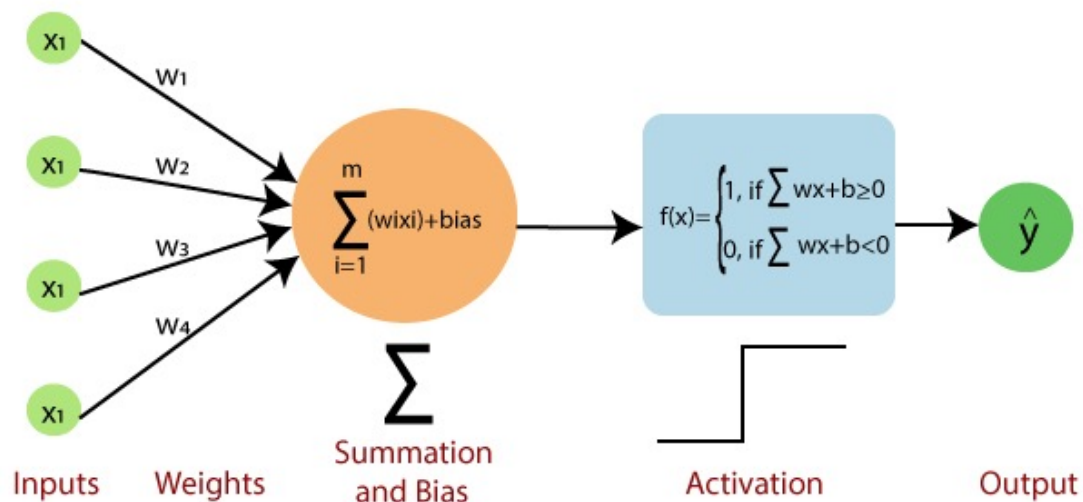 x1
w1
x1
w2
x1
w3
x1
w4
m
∑(wixi)+bias
i=1
f(x)={1, if ∑ wx+b≥0
0, if ∑ wx+b<0
ŷ
∑
Inputs
Weights
Summation
and Bias
Activation
Output